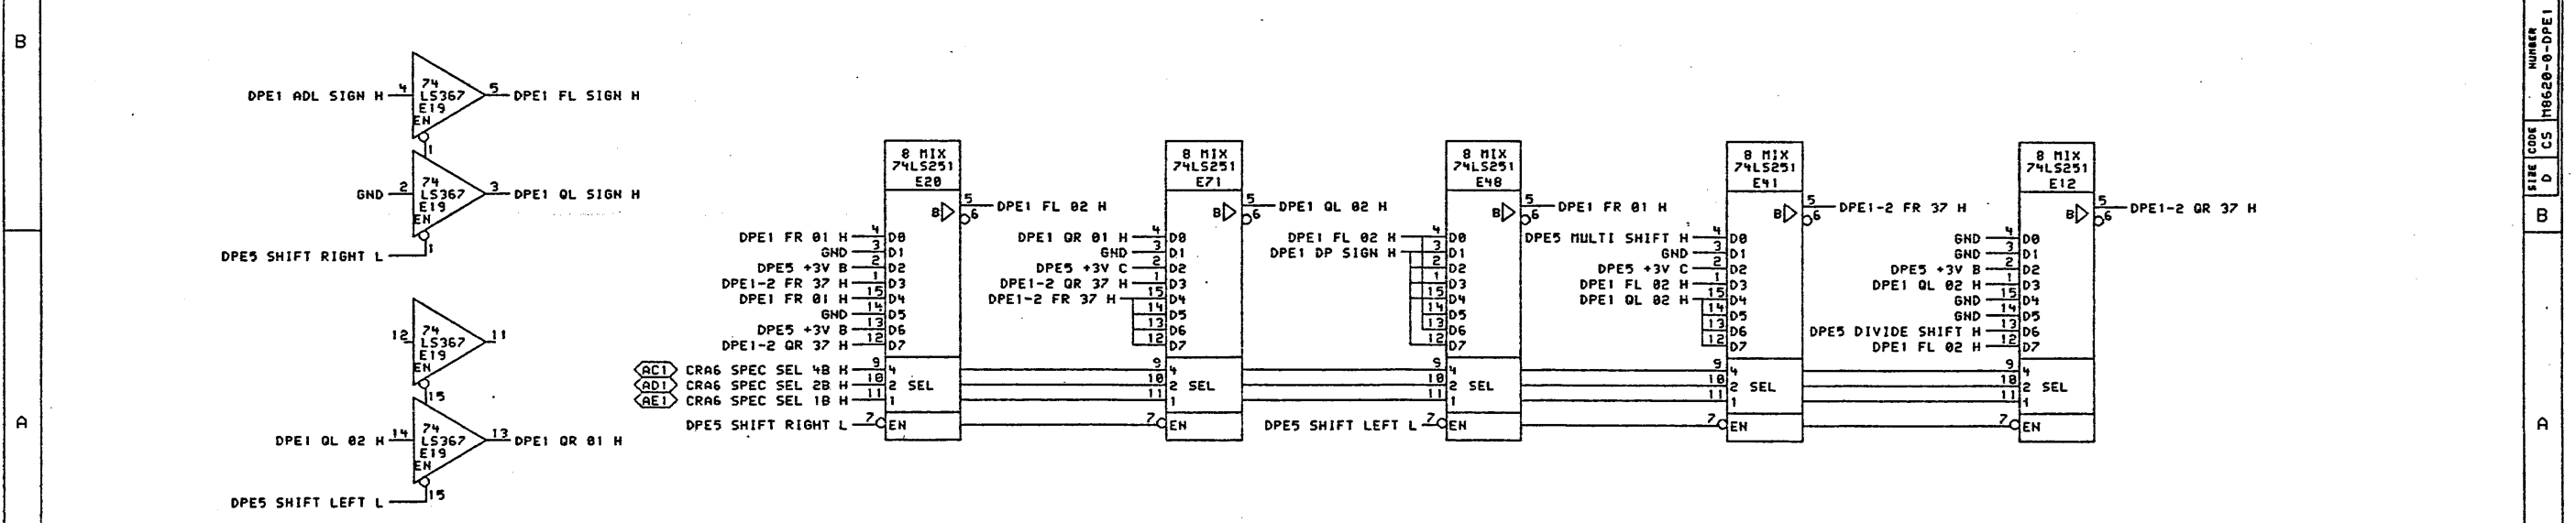 B
DPE1 ADL SIGN H 4 74 LS367 E19 EN 5 DPE1 FL SIGN H
1
GND 2 74 LS367 E19 EN 3 DPE1 QL SIGN H
DPE5 SHIFT RIGHT L 1
12 74 LS367 E19 EN 11
15
DPE1 QL 02 H 14 74 LS367 E19 EN 13 DPE1 QR 01 H
DPE5 SHIFT LEFT L 15
A
8 MIX
74LS251
E20
B 5 DPE1 FL 02 H
6
DPE1 FR 01 H 4 D0
GND 3 D1
DPE5 +3V B 2 D2
DPE1-2 FR 37 H 1 D3
DPE1 FR 01 H 15 D4
GND 14 D5
DPE5 +3V B 13 D6
DPE1-2 QR 37 H 12 D7
AC1 CRA6 SPEC SEL 4B H 9 4
AD1 CRA6 SPEC SEL 2B H 10 2 SEL
AE1 CRA6 SPEC SEL 1B H 11 1
DPE5 SHIFT RIGHT L 7 EN
8 MIX
74LS251
E71
B 5 DPE1 QL 02 H
6
DPE1 QR 01 H 4 D0
GND 3 D1
DPE5 +3V C 2 D2
DPE1-2 QR 37 H 1 D3
DPE1-2 FR 37 H 15 D4
14 D5
13 D6
12 D7
9 4
10 2 SEL
11 1
7 EN
8 MIX
74LS251
E48
B 5 DPE1 FR 01 H
6
DPE1 FL 02 H 4 D0
DPE1 DP SIGN H 3 D1
2 D2
1 D3
15 D4
14 D5
13 D6
12 D7
9 4
10 2 SEL
11 1
DPE5 SHIFT LEFT L 7 EN
8 MIX
74LS251
E41
B 5 DPE1-2 FR 37 H
6
DPE5 MULTI SHIFT H 4 D0
GND 3 D1
DPE5 +3V C 2 D2
DPE1 FL 02 H 1 D3
DPE1 QL 02 H 15 D4
14 D5
13 D6
12 D7
9 4
10 2 SEL
11 1
7 EN
8 MIX
74LS251
E12
B 5 DPE1-2 QR 37 H
6
GND 4 D0
GND 3 D1
DPE5 +3V B 2 D2
DPE1 QL 02 H 1 D3
GND 15 D4
GND 14 D5
DPE5 DIVIDE SHIFT H 13 D6
DPE1 FL 02 H 12 D7
9 4
10 2 SEL
11 1
7 EN
SIZE D CODE CS NUMBER M8620-0-DPE1
B
A